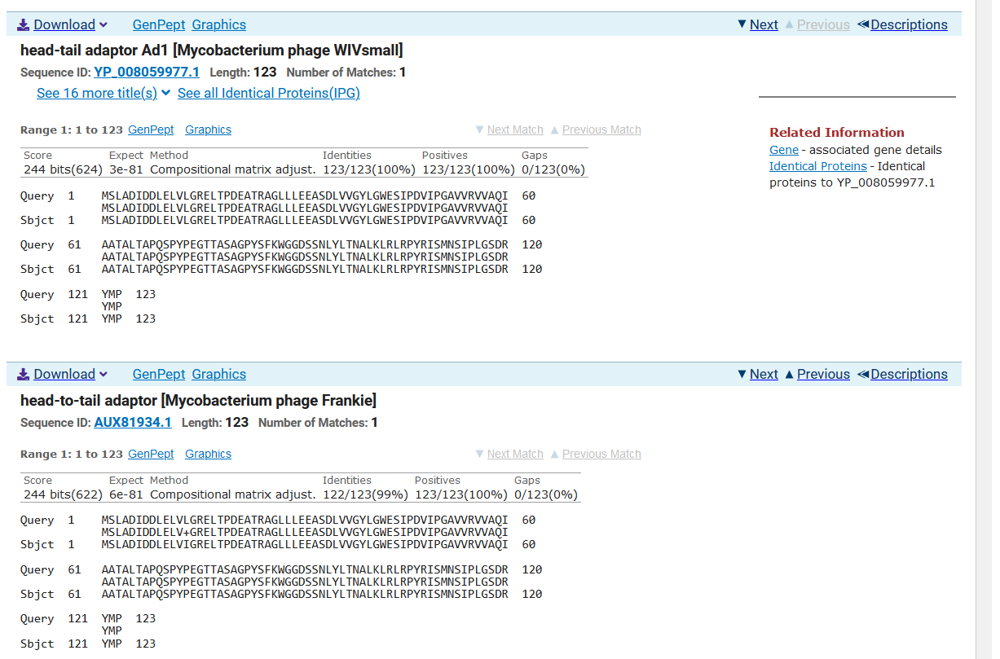 Download GenPept Graphics Next Previous Descriptions
head-tail adaptor Ad1 [Mycobacterium phage WIVsmall]
Sequence ID: YP_008059977.1 Length: 123 Number of Matches: 1
See 16 more title(s) See all Identical Proteins(IPG)
Range 1: 1 to 123 GenPept Graphics Next Match Previous Match
Score Expect Method Identities Positives Gaps
244 bits(624) 3e-81 Compositional matrix adjust. 123/123(100%) 123/123(100%) 0/123(0%)
Query 1 MSLADIDDLELVLGRELTPDEATRAGLLLEEASDLVVGYLGWESIPDVIPGAVVRVVAQI 60
MSLADIDDLELVLGRELTPDEATRAGLLLEEASDLVVGYLGWESIPDVIPGAVVRVVAQI
Sbjct 1 MSLADIDDLELVLGRELTPDEATRAGLLLEEASDLVVGYLGWESIPDVIPGAVVRVVAQI 60
Query 61 AATALTAPQSPYPEGTTASAGPYSFKWGGDSSNLYLTNALKLRLRPYRISMNSIPLGSDR 120
AATALTAPQSPYPEGTTASAGPYSFKWGGDSSNLYLTNALKLRLRPYRISMNSIPLGSDR
Sbjct 61 AATALTAPQSPYPEGTTASAGPYSFKWGGDSSNLYLTNALKLRLRPYRISMNSIPLGSDR 120
Query 121 YMP 123
YMP
Sbjct 121 YMP 123
Related Information
Gene - associated gene details
Identical Proteins - Identical
proteins to YP_008059977.1
Download GenPept Graphics Next Previous Descriptions
head-to-tail adaptor [Mycobacterium phage Frankie]
Sequence ID: AUX81934.1 Length: 123 Number of Matches: 1
Range 1: 1 to 123 GenPept Graphics Next Match Previous Match
Score Expect Method Identities Positives Gaps
244 bits(622) 6e-81 Compositional matrix adjust. 122/123(99%) 123/123(100%) 0/123(0%)
Query 1 MSLADIDDLELVLGRELTPDEATRAGLLLEEASDLVVGYLGWESIPDVIPGAVVRVVAQI 60
MSLADIDDLELV+GRELTPDEATRAGLLLEEASDLVVGYLGWESIPDVIPGAVVRVVAQI
Sbjct 1 MSLADIDDLELVIGRELTPDEATRAGLLLEEASDLVVGYLGWESIPDVIPGAVVRVVAQI 60
Query 61 AATALTAPQSPYPEGTTASAGPYSFKWGGDSSNLYLTNALKLRLRPYRISMNSIPLGSDR 120
AATALTAPQSPYPEGTTASAGPYSFKWGGDSSNLYLTNALKLRLRPYRISMNSIPLGSDR
Sbjct 61 AATALTAPQSPYPEGTTASAGPYSFKWGGDSSNLYLTNALKLRLRPYRISMNSIPLGSDR 120
Query 121 YMP 123
YMP
Sbjct 121 YMP 123